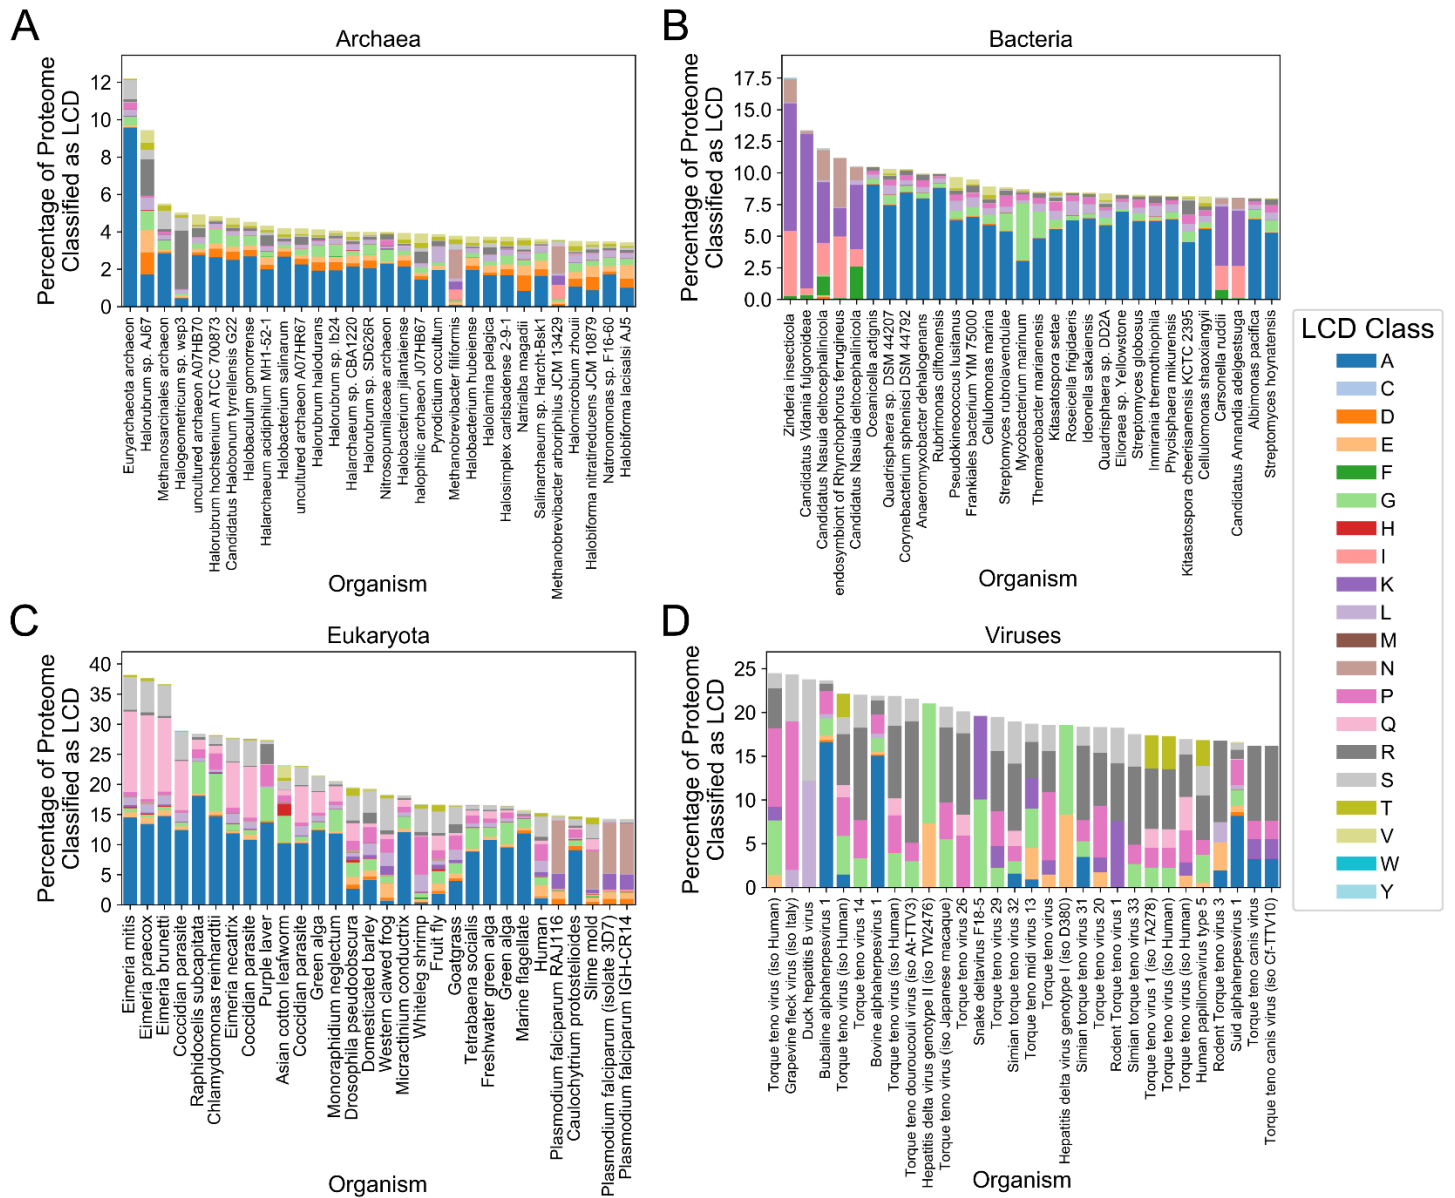 A
Archaea
Percentage of Proteome
Classified as LCD
12
10
8
6
4
2
0
Euryarchaeota archaeon
Halorubrum sp. AJ67
Methanosarcinales archaeon
Halogeometricum sp. wsp3
uncultured archaeon A07HB70
Halorubrum hochstenium ATCC 700873
Candidatus Halobonum tyrrellensis G22
Halobaculum gomorrense
Halarchaeum acidiphilum MH1-52-1
Halobacterium salinarum
uncultured archaeon A07HR67
Halorubrum halodurans
Halorubrum sp. Ib24
Halarchaeum sp. CBA1220
Halorubrum sp. SD626R
Nitrosopumilaceae archaeon
Halobacterium jilantaiense
halophilic archaeon J07HB67
Pyrodictium occultum
Methanobrevibacter filiformis
Halobacterium hubeiense
Halolamina pelagica
Halosimplex carlsbadense 2-9-1
Natrialba magadii
Salinarchaeum sp. Harcht-Bsk1
Methanobrevibacter arboriphilus JCM 13429
Halomicrobium zhouii
Halobiforma nitratireducens JCM 10879
Natronomonas sp. F16-60
Halobiforma lacisalsi AJ5
Organism
B
Bacteria
Percentage of Proteome
Classified as LCD
17.5
15.0
12.5
10.0
7.5
5.0
2.5
0.0
Zinderia insecticola
Candidatus Vidania fulgoroideae
Candidatus Nasuia deltocephalinicola
endosymbiont of Rhynchophorus ferrugineus
Candidatus Nasuia deltocephalinicola
Oceanicella actignis
Quadrisphaera sp. DSM 44207
Corynebacterium sphenisci DSM 44792
Anaeromyxobacter dehalogenans
Rubrimonas cliftonensis
Pseudokineococcus lusitanus
Frankiales bacterium YIM 75000
Cellulomonas marina
Streptomyces rubrolavendulae
Mycobacterium marinum
Thermaerobacter marianensis
Kitasatospora setae
Roseicella frigidaeris
Ideonella sakaiensis
Quadrisphaera sp. DD2A
Elioraea sp. Yellowstone
Streptomyces globosus
Inmirania thermothiophila
Phycisphaera mikurensis
Kitasatospora cheerisanensis KCTC 2395
Cellulomonas shaoxiangyii
Carsonella ruddii
Candidatus Annandia adelgestsuga
Albimonas pacifica
Streptomyces hoynatensis
Organism
LCD Class
A
C
D
E
F
G
H
I
K
L
M
N
P
Q
R
S
T
V
W
Y
C
Eukaryota
Percentage of Proteome
Classified as LCD
40
35
30
25
20
15
10
5
0
Eimeria mitis
Eimeria praecox
Eimeria brunetti
Coccidian parasite
Raphidocelis subcapitata
Chlamydomonas reinhardtii
Eimeria necatrix
Coccidian parasite
Purple laver
Asian cotton leafworm
Coccidian parasite
Green alga
Monoraphidium neglectum
Drosophila pseudoobscura
Domesticated barley
Western clawed frog
Micractinium conductrix
Whiteleg shrimp
Fruit fly
Goatgrass
Tetrabaena socialis
Freshwater green alga
Green alga
Marine flagellate
Human
Plasmodium falciparum RAJ116
Caulochytrium protostelioides
Slime mold
Plasmodium falciparum (isolate 3D7)
Plasmodium falciparum IGH-CR14
Organism
D
Viruses
Percentage of Proteome
Classified as LCD
25
20
15
10
5
0
Torque teno virus (iso Human)
Grapevine fleck virus (iso Italy)
Duck hepatitis B virus
Bubaline alphaherpesvirus 1
Torque teno virus (iso Human)
Torque teno virus 14
Bovine alphaherpesvirus 1
Torque teno virus (iso Human)
Torque teno douroucouli virus (iso At-TTV3)
Hepatitis delta virus genotype II (iso TW2476)
Torque teno virus (iso Japanese macaque)
Torque teno virus 26
Snake deltavirus F18-5
Torque teno virus 29
Simian torque teno virus 32
Torque teno midi virus 13
Torque teno virus
Hepatitis delta virus genotype I (iso D380)
Simian torque teno virus 31
Torque teno virus 20
Rodent Torque teno virus 1
Simian torque teno virus 33
Torque teno virus 1 (iso TA278)
Torque teno virus (iso Human)
Torque teno virus (iso Human)
Human papillomavirus type 5
Rodent Torque teno virus 3
Suid alphaherpesvirus 1
Torque teno canis virus
Torque teno canis virus (iso Cf-TTV10)
Organism